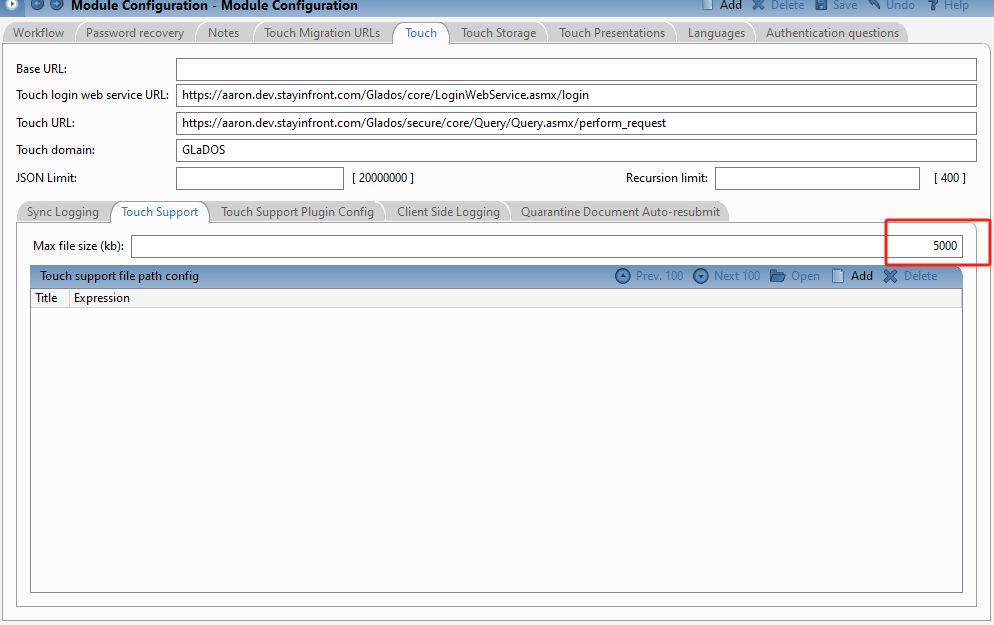 Module Configuration - Module Configuration Add Delete Save Undo Help
Workflow Password recovery Notes Touch Migration URLs Touch Touch Storage Touch Presentations Languages Authentication questions
Base URL:
Touch login web service URL: https://aaron.dev.stayinfront.com/Glados/core/LoginWebService.asmx/login
Touch URL: https://aaron.dev.stayinfront.com/Glados/secure/core/Query/Query.asmx/perform_request
Touch domain: GLaDOS
JSON Limit: [ 20000000 ] Recursion limit: [ 400 ]
Sync Logging Touch Support Touch Support Plugin Config Client Side Logging Quarantine Document Auto-resubmit
Max file size (kb): 5000
Touch support file path config Prev. 100 Next 100 Open Add Delete
Title Expression